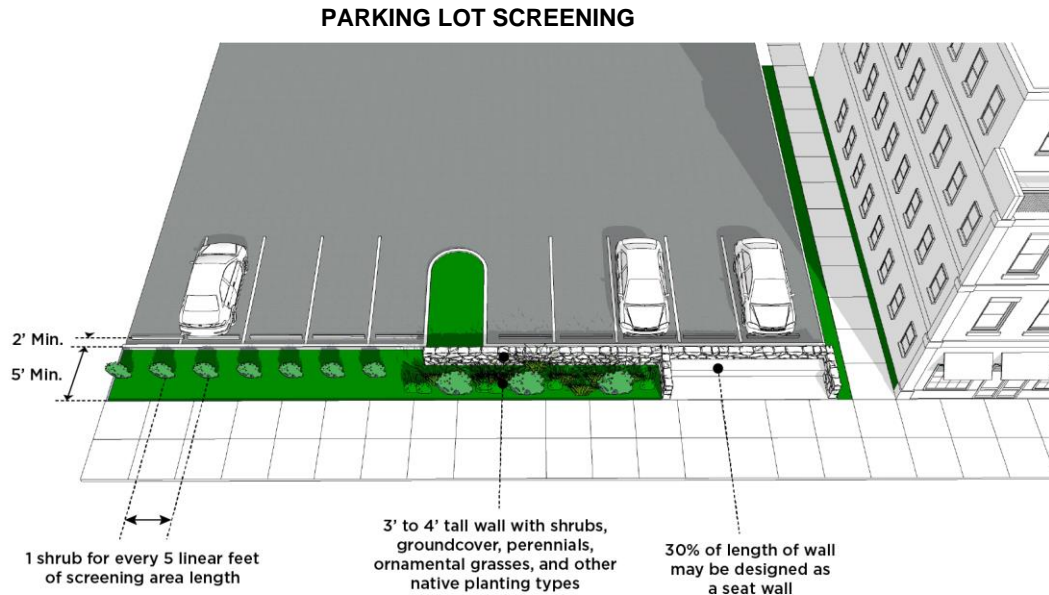 PARKING LOT SCREENING
2' Min.
5' Min.
1 shrub for every 5 linear feet
of screening area length
3' to 4' tall wall with shrubs,
groundcover, perennials,
ornamental grasses, and other
native planting types
30% of length of wall
may be designed as
a seat wall